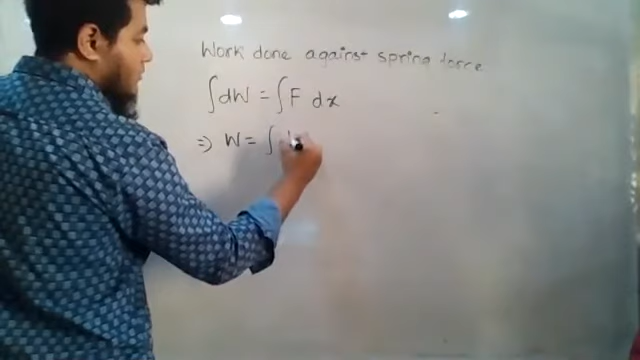 Work done against spring force
∫dW = ∫F dx
⇒ W = ∫